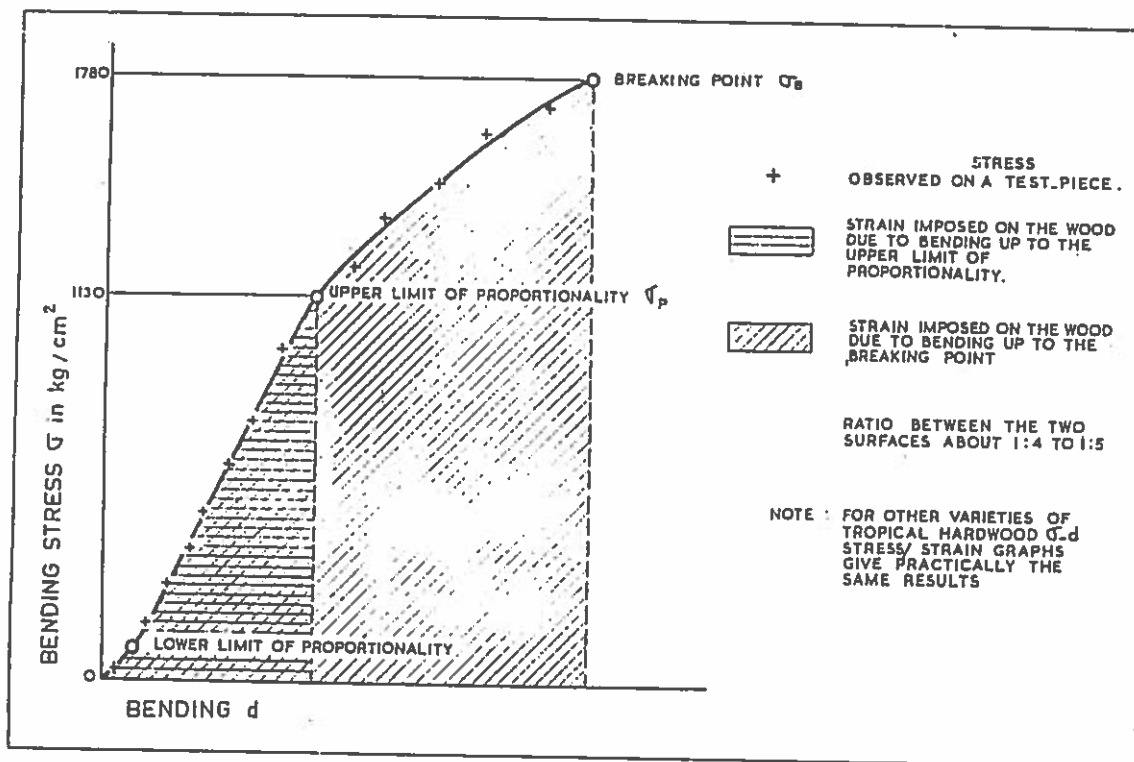 1780
BREAKING POINT σB
STRESS
OBSERVED ON A TEST-PIECE.
STRAIN IMPOSED ON THE WOOD
DUE TO BENDING UP TO THE
UPPER LIMIT OF
PROPORTIONALITY.
1130
UPPER LIMIT OF PROPORTIONALITY σP
STRAIN IMPOSED ON THE WOOD
DUE TO BENDING UP TO THE
BREAKING POINT
RATIO BETWEEN THE TWO
SURFACES ABOUT 1:4 TO 1:5
NOTE : FOR OTHER VARIETIES OF
TROPICAL HARDWOOD σ-d
STRESS/ STRAIN GRAPHS
GIVE PRACTICALLY THE
SAME RESULTS
BENDING STRESS σ in kg/cm²
LOWER LIMIT OF PROPORTIONALITY
0
BENDING d